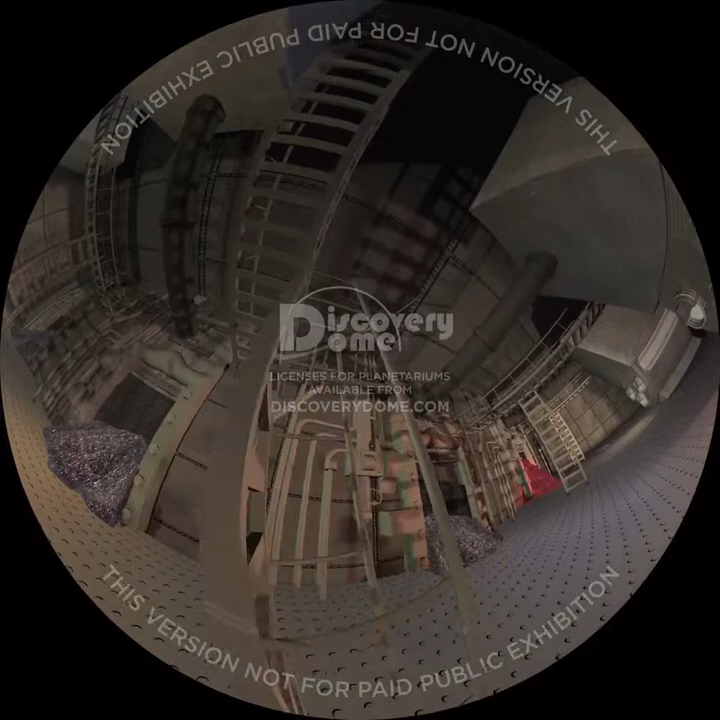 THIS VERSION NOT FOR PAID PUBLIC EXHIBITION
Discovery
Dome
LICENSES FOR PLANETARIUMS
AVAILABLE FROM
DISCOVERYDOME.COM
THIS VERSION NOT FOR PAID PUBLIC EXHIBITION